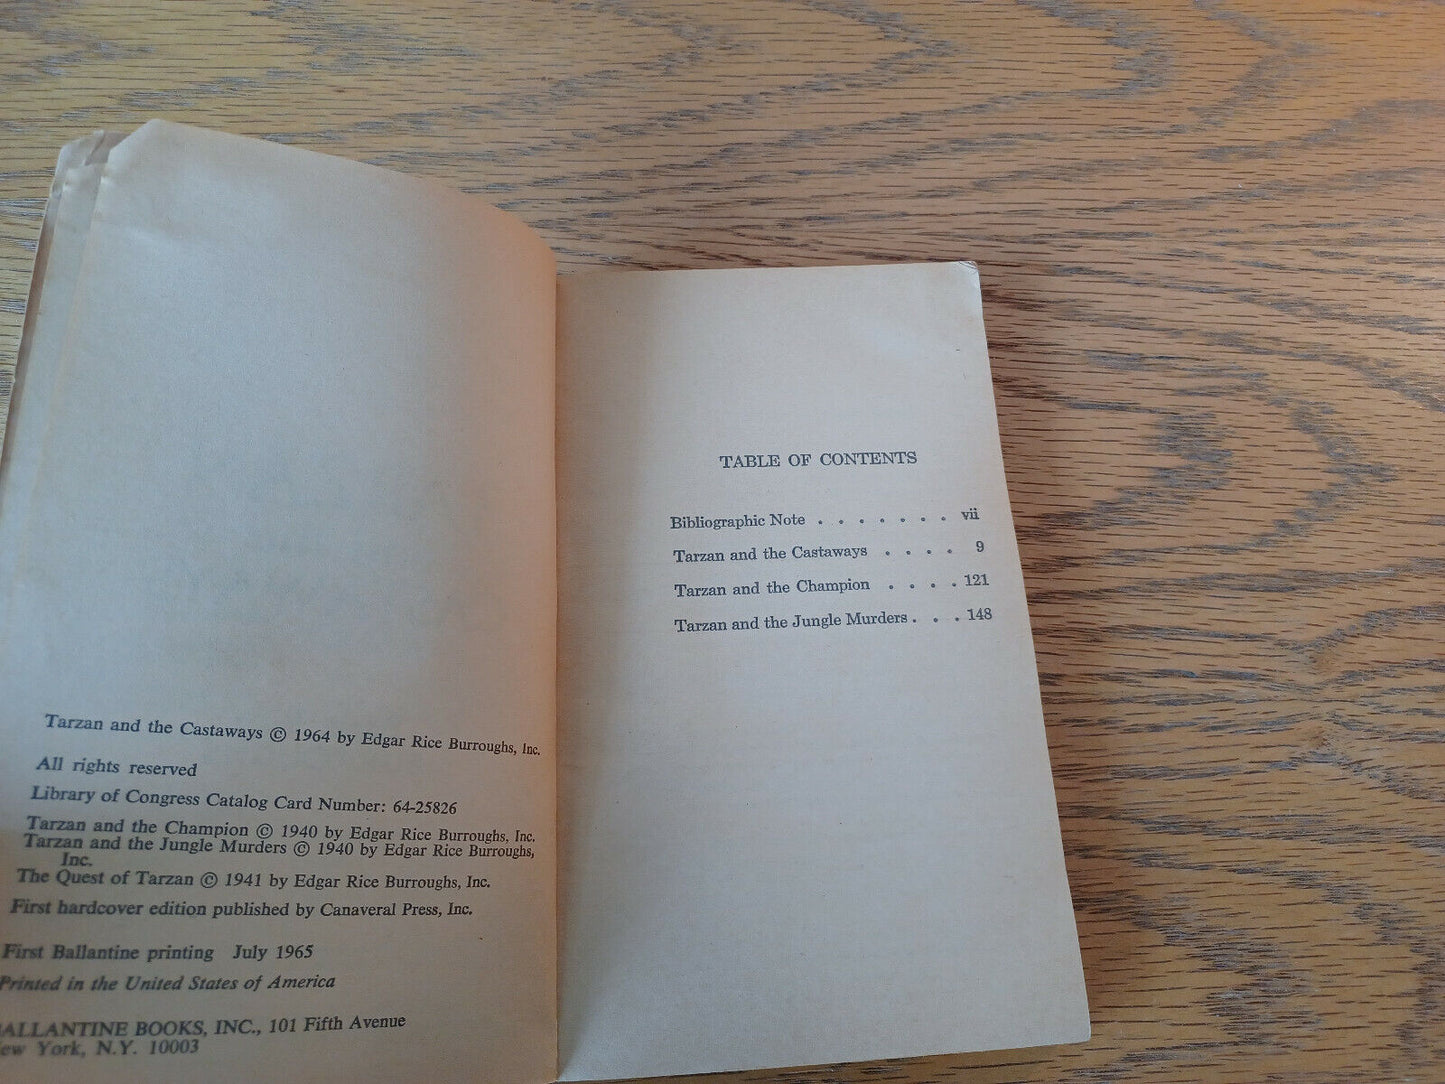 Tarzan and the Castaways © 1964 by Edgar Rice Burroughs, Inc.
All rights reserved
Library of Congress Catalog Card Number: 64-25826
Tarzan and the Champion © 1940 by Edgar Rice Burroughs, Inc.
Tarzan and the Jungle Murders © 1940 by Edgar Rice Burroughs,
Inc.
The Quest of Tarzan © 1941 by Edgar Rice Burroughs, Inc.
First hardcover edition published by Canaveral Press, Inc.
First Ballantine printing July 1965
Printed in the United States of America
ALLANTINE BOOKS, INC., 101 Fifth Avenue
ew York, N.Y. 10003
TABLE OF CONTENTS
Bibliographic Note . . . . . . . vii
Tarzan and the Castaways . . . . 9
Tarzan and the Champion . . . . 121
Tarzan and the Jungle Murders . . . 148